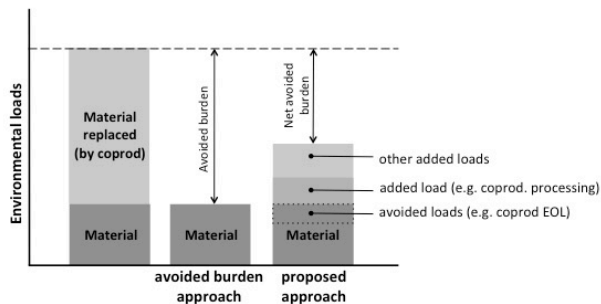 Environmental loads
Material
replaced
(by coprod)
Material
Avoided burden
Material
Net avoided
burden
Material
other added loads
added load (e.g. coprod. processing)
avoided loads (e.g. coprod EOL)
avoided burden
approach
proposed
approach